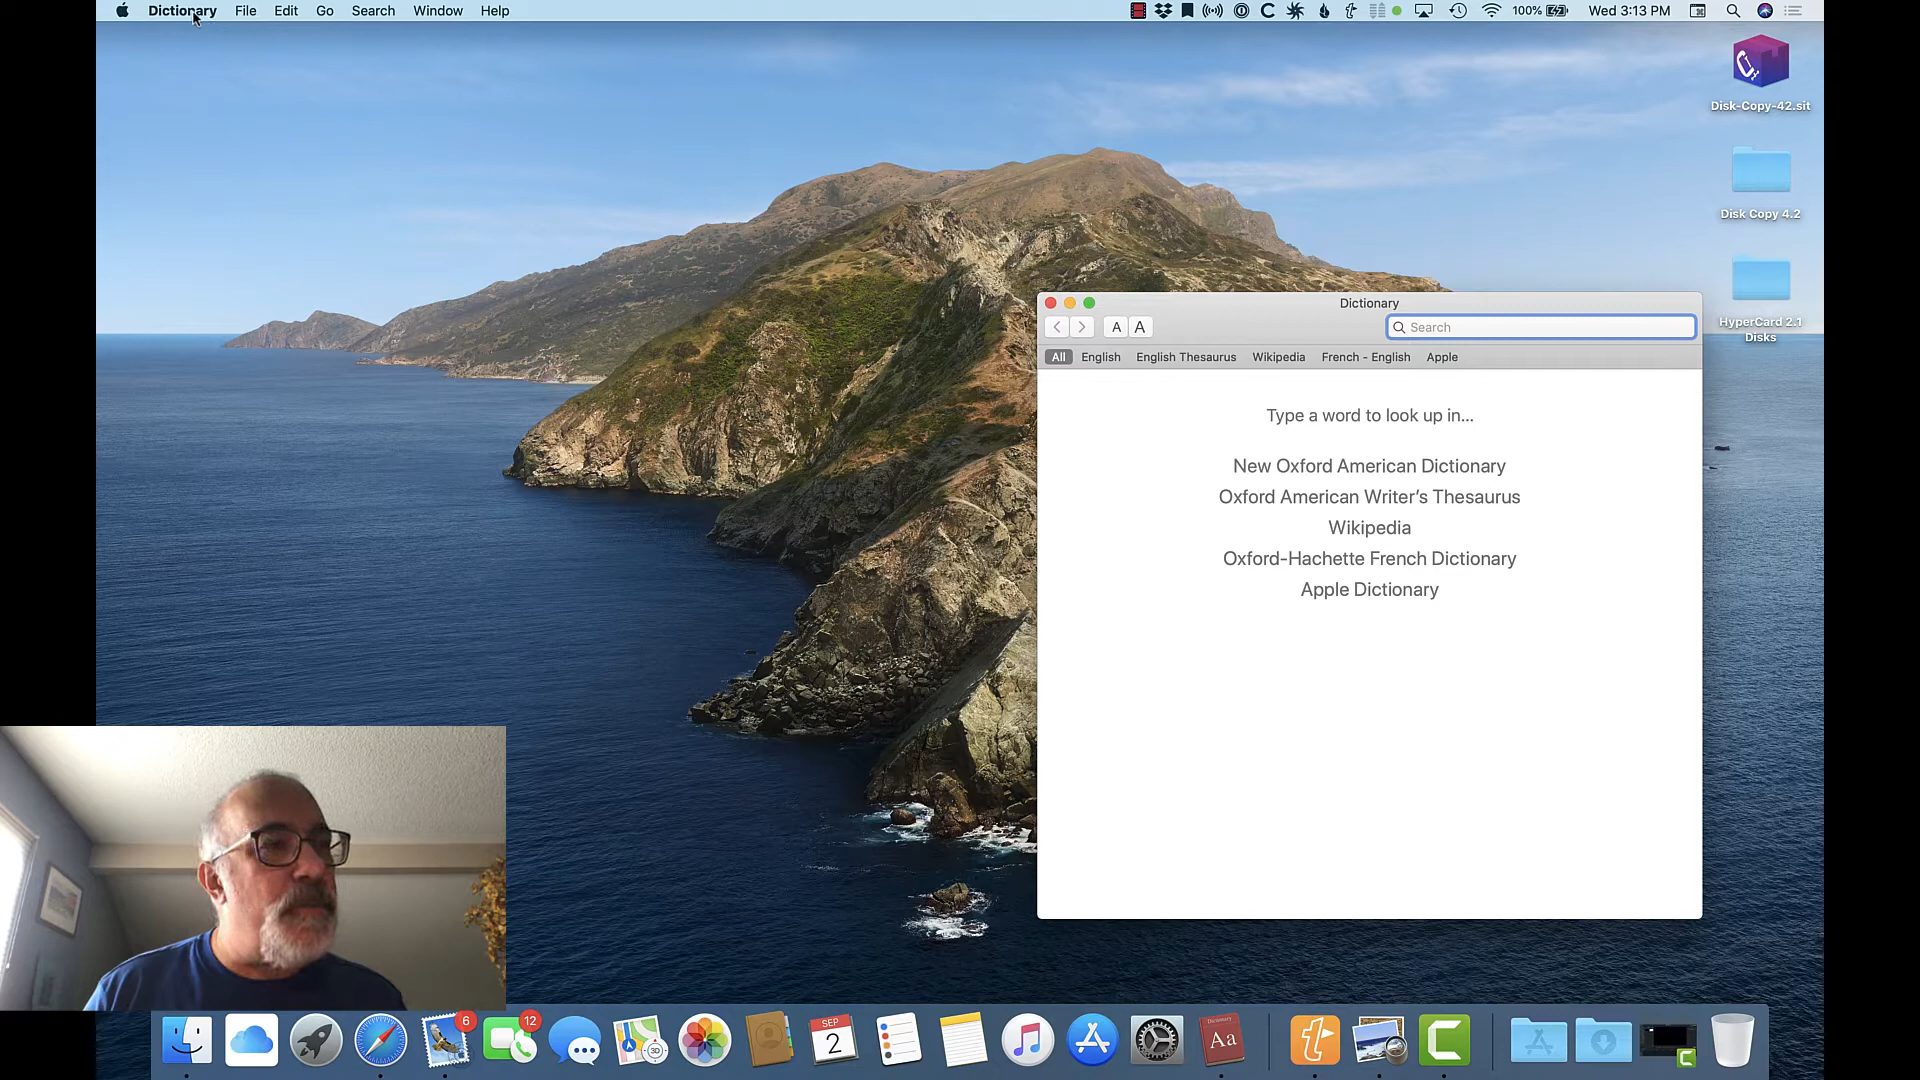 Dictionary File Edit Go Search Window Help
100% Wed 3:13 PM
Disk-Copy-42.sit
Disk Copy 4.2
HyperCard 2.1
Disks
Dictionary
A A
Search
All English English Thesaurus Wikipedia French - English Apple
Type a word to look up in...
New Oxford American Dictionary
Oxford American Writer’s Thesaurus
Wikipedia
Oxford-Hachette French Dictionary
Apple Dictionary
6
12
3D
SEP
2
Dictionary
Aa